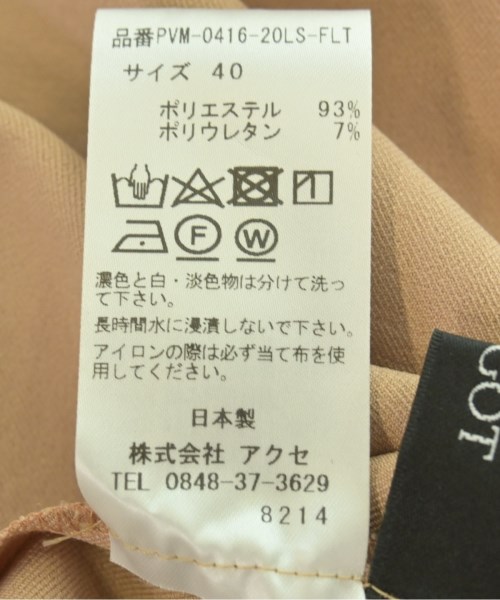 品番PVM-0416-20LS-FLT
サイズ 40
ポリエステル 93%
ポリウレタン 7%
F W
濃色と白・淡色物は分けて洗っ
て下さい。
長時間水に浸漬しないで下さい。
アイロンの際は必ず当て布を使
用してください。
日本製
株式会社 アクセ
TEL 0848-37-3629
8214
GOT